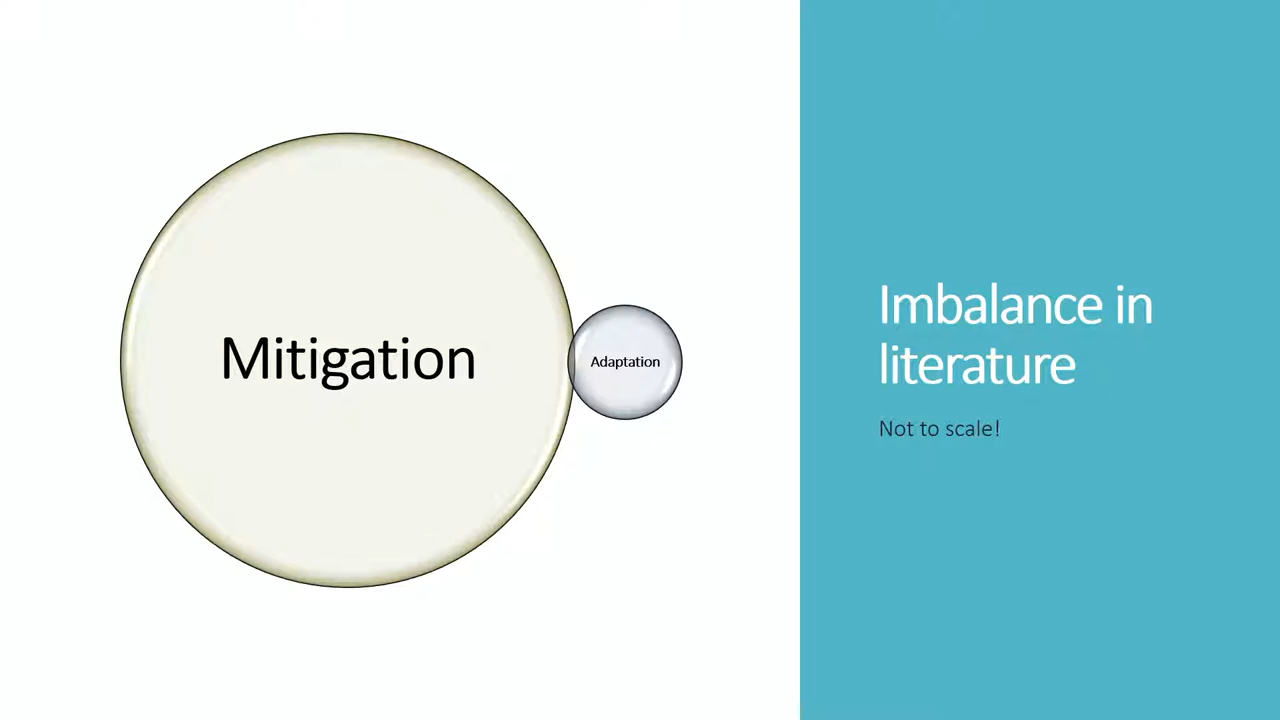 Mitigation
Adaptation
Imbalance in
literature
Not to scale!